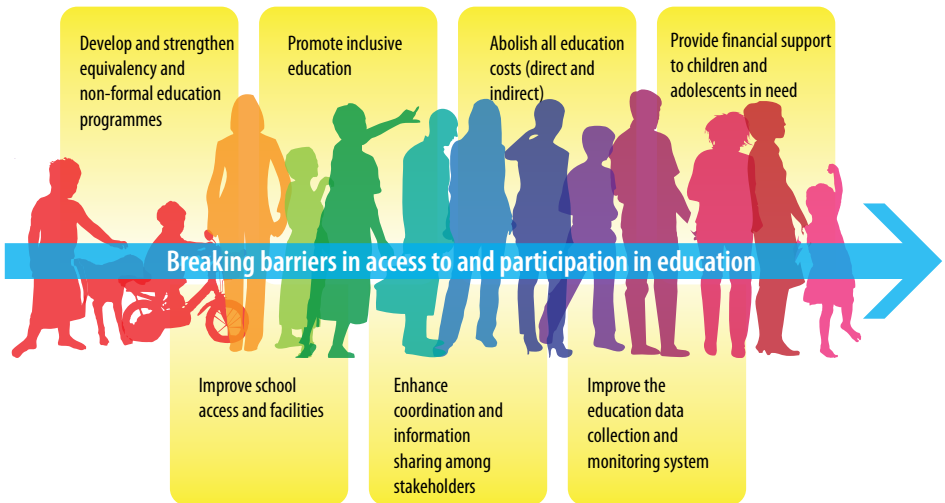 Develop and strengthen
equivalency and
non-formal education
programmes
Promote inclusive
education
Abolish all education
costs (direct and
indirect)
Provide financial support
to children and
adolescents in need
Breaking barriers in access to and participation in education
Improve school
access and facilities
Enhance
coordination and
information
sharing among
stakeholders
Improve the
education data
collection and
monitoring system